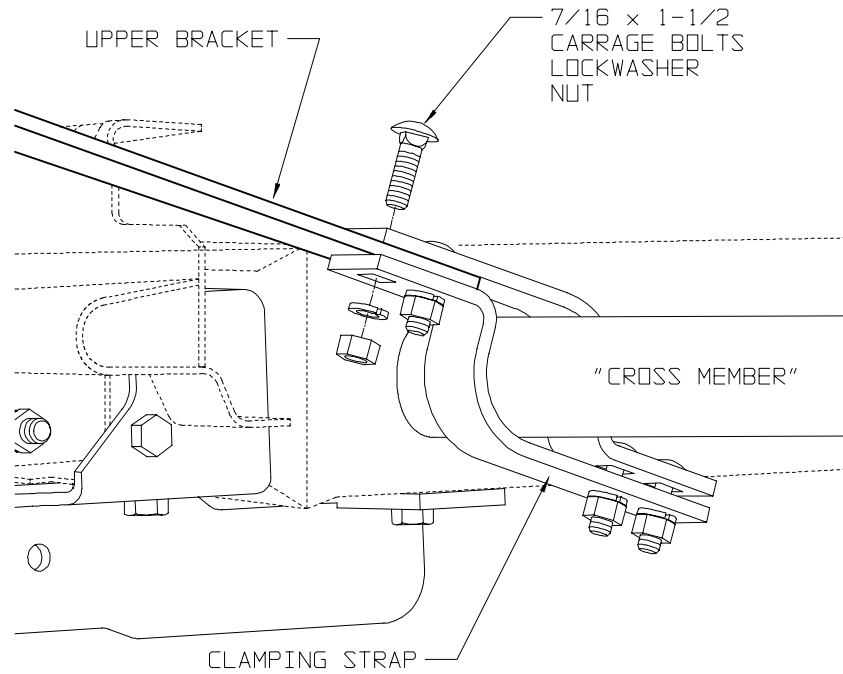 7/16 x 1-1/2
CARRAGE BOLTS
LOCKWASHER
NUT
UPPER BRACKET
"CROSS MEMBER"
CLAMPING STRAP